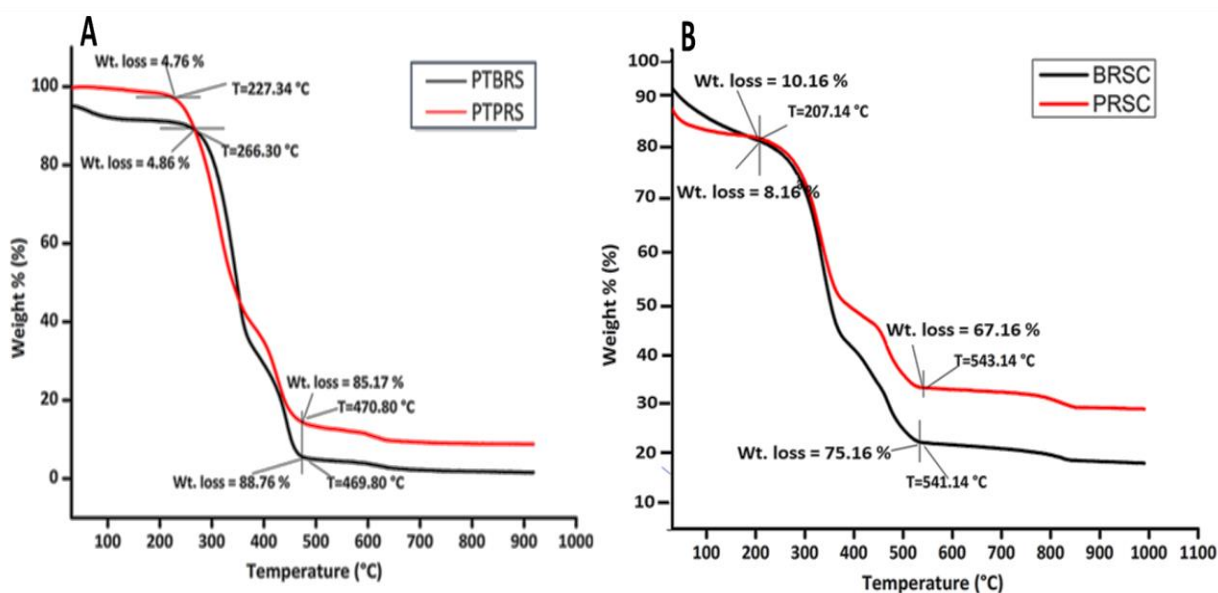 A
Wt. loss = 4.76 %
T=227.34 °C
PTBRS
PTPRS
100
80
60
40
20
0
Wt. loss = 4.86 %
T=266.30 °C
Wt. loss = 85.17 %
T=470.80 °C
Wt. loss = 88.76 %
T=469.80 °C
Weight % (%)
100 200 300 400 500 600 700 800 900 1000
Temperature (°C)
B
Wt. loss = 10.16 %
T=207.14 °C
BRSC
PRSC
100
90
80
70
60
50
40
30
20
10
Wt. loss = 8.16 %
Wt. loss = 67.16 %
T=543.14 °C
Wt. loss = 75.16 %
T=541.14 °C
Weight % (%)
100 200 300 400 500 600 700 800 900 1000 1100
Temperature (°C)